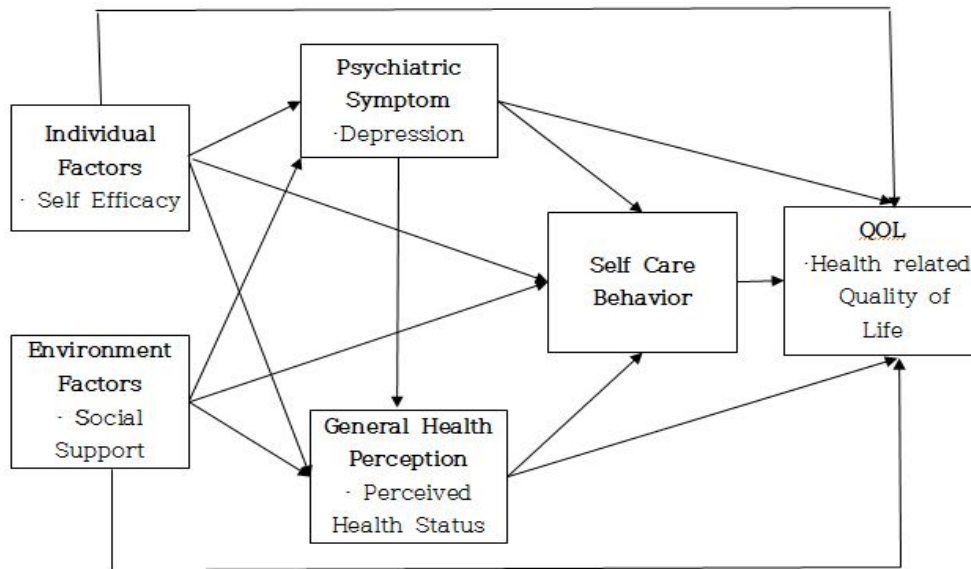 Psychiatric
Symptom
·Depression
Individual
Factors
· Self Efficacy
Self Care
Behavior
QOL
·Health related
Quality of
Life
Environment
Factors
· Social
Support
General Health
Perception
· Perceived
Health Status